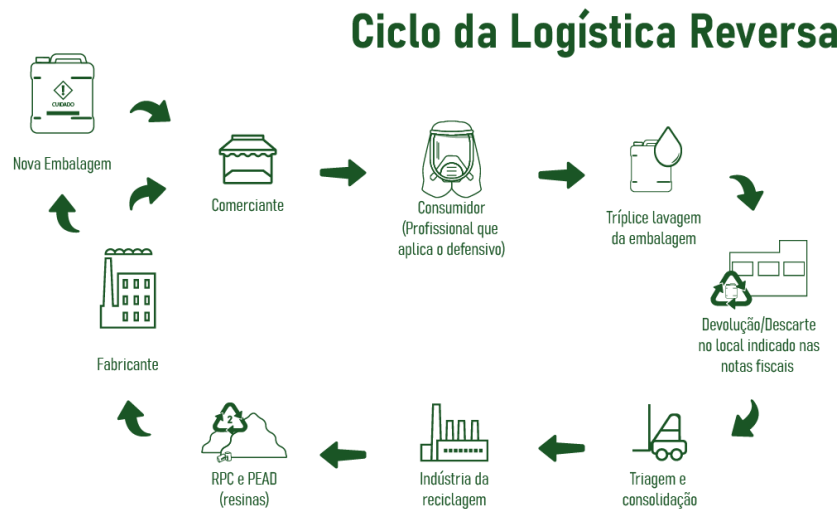 Ciclo da Logística Reversa
CUIDADO
Nova Embalagem
Comerciante
Consumidor
(Profissional que
aplica o defensivo)
Tríplice lavagem
da embalagem
Devolução/Descarte
no local indicado nas
notas fiscais
Triagem e
consolidação
Indústria da
reciclagem
2
RPC e PEAD
(resinas)
Fabricante